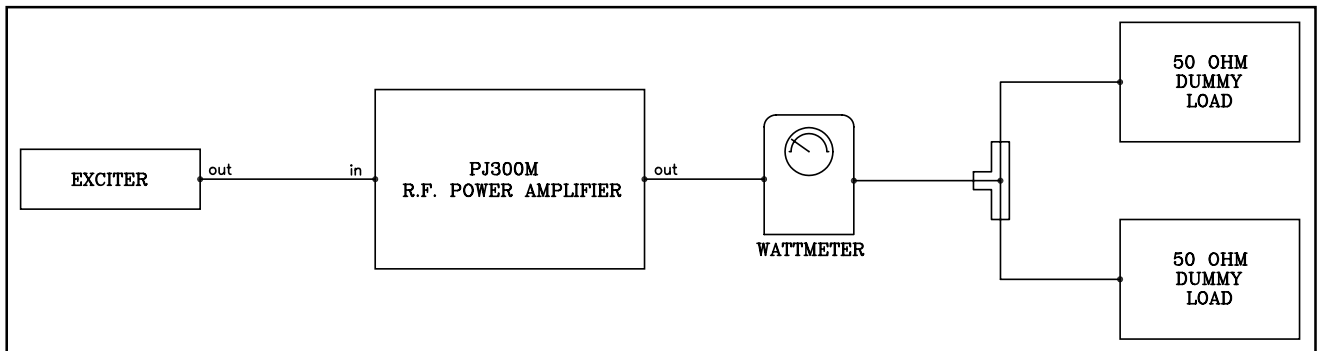 EXCITER
out
in
PJ300M
R.F. POWER AMPLIFIER
out
WATTMETER
50 OHM
DUMMY
LOAD
50 OHM
DUMMY
LOAD